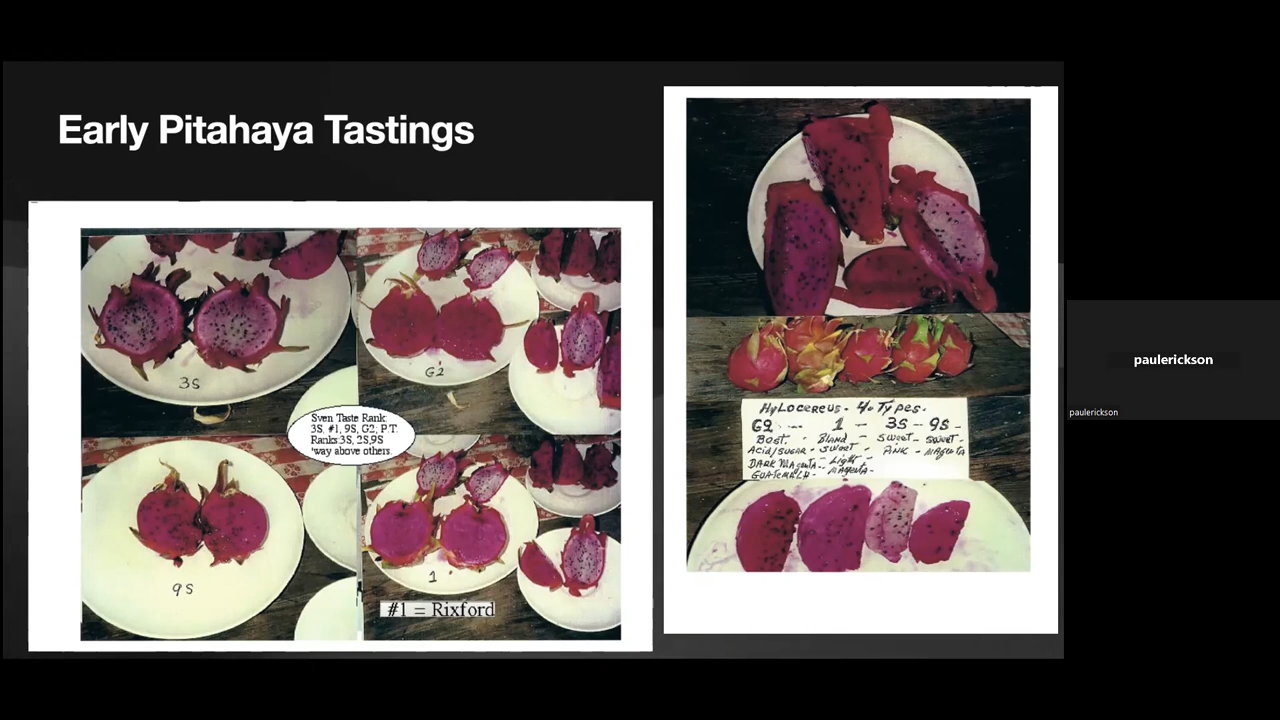 Early Pitahaya Tastings
3S
G2
Sven Taste Rank:
3S, #1, 9S, G2, P.T.
Ranks:3S, 2S,9S
'way above others.
9S
1
#1 = Rixford
HyLocereus - 4 - Types.
G2 -- 1 - 3S - 9S -
Best. - Bland - Sweet - Sweet -
Acid/sugar - Sweet Pink - Magenta
Dark Magenta - Light -
Guatemala - Magenta -
paulerickson
paulerickson